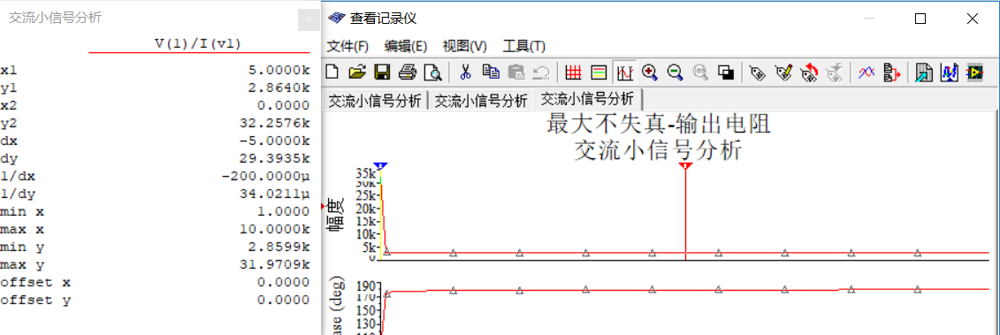 交流小信号分析
V(1)/I(v1)
x1 5.0000k
y1 2.8640k
x2 0.0000
y2 32.2576k
dx -5.0000k
dy 29.3935k
1/dx -200.0000µ
1/dy 34.0211µ
min x 1.0000
max x 10.0000k
min y 2.8599k
max y 31.9709k
offset x 0.0000
offset y 0.0000
查看记录仪
文件(F) 编辑(E) 视图(V) 工具(T)
交流小信号分析 交流小信号分析 交流小信号分析
最大不失真-输出电阻
交流小信号分析
2 1
35k
30k
25k
20k
15k
10k
5k
0
幅度
190
170
150
130
110
ase (deg)